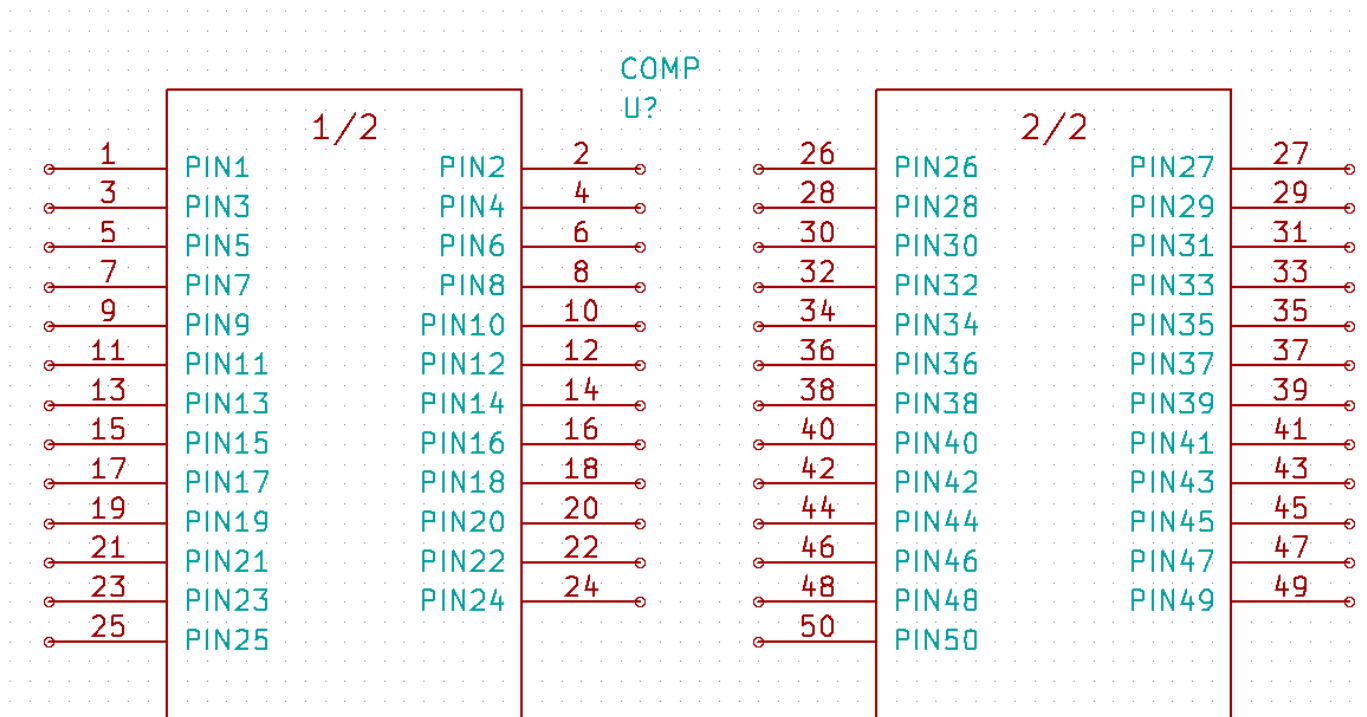 COMP
U?
1/2 2/2
1 PIN1 PIN2 2 26 PIN26 PIN27 27
3 PIN3 PIN4 4 28 PIN28 PIN29 29
5 PIN5 PIN6 6 30 PIN30 PIN31 31
7 PIN7 PIN8 8 32 PIN32 PIN33 33
9 PIN9 PIN10 10 34 PIN34 PIN35 35
11 PIN11 PIN12 12 36 PIN36 PIN37 37
13 PIN13 PIN14 14 38 PIN38 PIN39 39
15 PIN15 PIN16 16 40 PIN40 PIN41 41
17 PIN17 PIN18 18 42 PIN42 PIN43 43
19 PIN19 PIN20 20 44 PIN44 PIN45 45
21 PIN21 PIN22 22 46 PIN46 PIN47 47
23 PIN23 PIN24 24 48 PIN48 PIN49 49
25 PIN25 50 PIN50